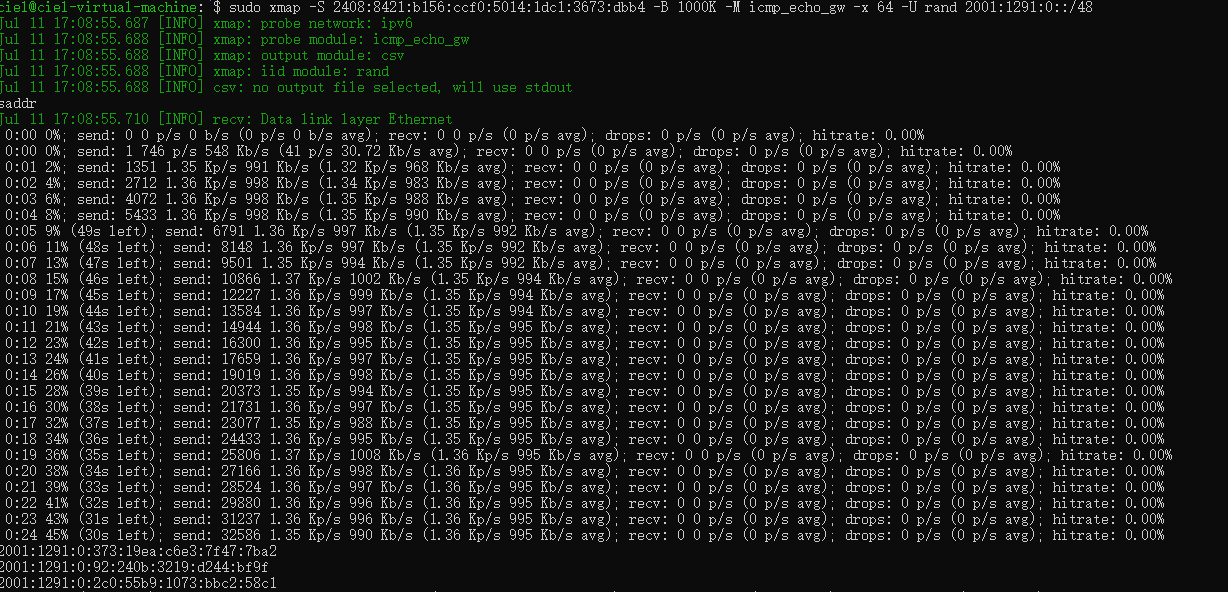 ciel@ciel-virtual-machine: $ sudo xmap -S 2408:8421:b156:ccf0:5014:1dc1:3673:dbb4 -B 1000K -M icmp_echo_gw -x 64 -U rand 2001:1291:0::/48
Jul 11 17:08:55.687 [INFO] xmap: probe network: ipv6
Jul 11 17:08:55.688 [INFO] xmap: probe module: icmp_echo_gw
Jul 11 17:08:55.688 [INFO] xmap: output module: csv
Jul 11 17:08:55.688 [INFO] xmap: iid module: rand
Jul 11 17:08:55.688 [INFO] csv: no output file selected, will use stdout
saddr
Jul 11 17:08:55.710 [INFO] recv: Data link layer Ethernet
0:00 0%; send: 0 0 p/s 0 b/s (0 p/s 0 b/s avg); recv: 0 0 p/s (0 p/s avg); drops: 0 p/s (0 p/s avg); hitrate: 0.00%
0:00 0%; send: 1 746 p/s 548 Kb/s (41 p/s 30.72 Kb/s avg); recv: 0 0 p/s (0 p/s avg); drops: 0 p/s (0 p/s avg); hitrate: 0.00%
0:01 2%; send: 1351 1.35 Kp/s 991 Kb/s (1.32 Kp/s 968 Kb/s avg); recv: 0 0 p/s (0 p/s avg); drops: 0 p/s (0 p/s avg); hitrate: 0.00%
0:02 4%; send: 2712 1.36 Kp/s 998 Kb/s (1.34 Kp/s 983 Kb/s avg); recv: 0 0 p/s (0 p/s avg); drops: 0 p/s (0 p/s avg); hitrate: 0.00%
0:03 6%; send: 4072 1.36 Kp/s 998 Kb/s (1.35 Kp/s 988 Kb/s avg); recv: 0 0 p/s (0 p/s avg); drops: 0 p/s (0 p/s avg); hitrate: 0.00%
0:04 8%; send: 5433 1.36 Kp/s 998 Kb/s (1.35 Kp/s 990 Kb/s avg); recv: 0 0 p/s (0 p/s avg); drops: 0 p/s (0 p/s avg); hitrate: 0.00%
0:05 9% (49s left); send: 6791 1.36 Kp/s 997 Kb/s (1.35 Kp/s 992 Kb/s avg); recv: 0 0 p/s (0 p/s avg); drops: 0 p/s (0 p/s avg); hitrate: 0.00%
0:06 11% (48s left); send: 8148 1.36 Kp/s 997 Kb/s (1.35 Kp/s 992 Kb/s avg); recv: 0 0 p/s (0 p/s avg); drops: 0 p/s (0 p/s avg); hitrate: 0.00%
0:07 13% (47s left); send: 9501 1.35 Kp/s 994 Kb/s (1.35 Kp/s 992 Kb/s avg); recv: 0 0 p/s (0 p/s avg); drops: 0 p/s (0 p/s avg); hitrate: 0.00%
0:08 15% (46s left); send: 10866 1.37 Kp/s 1002 Kb/s (1.35 Kp/s 994 Kb/s avg); recv: 0 0 p/s (0 p/s avg); drops: 0 p/s (0 p/s avg); hitrate: 0.00%
0:09 17% (45s left); send: 12227 1.36 Kp/s 999 Kb/s (1.35 Kp/s 994 Kb/s avg); recv: 0 0 p/s (0 p/s avg); drops: 0 p/s (0 p/s avg); hitrate: 0.00%
0:10 19% (44s left); send: 13584 1.36 Kp/s 997 Kb/s (1.35 Kp/s 994 Kb/s avg); recv: 0 0 p/s (0 p/s avg); drops: 0 p/s (0 p/s avg); hitrate: 0.00%
0:11 21% (43s left); send: 14944 1.36 Kp/s 998 Kb/s (1.35 Kp/s 995 Kb/s avg); recv: 0 0 p/s (0 p/s avg); drops: 0 p/s (0 p/s avg); hitrate: 0.00%
0:12 23% (42s left); send: 16300 1.36 Kp/s 995 Kb/s (1.35 Kp/s 995 Kb/s avg); recv: 0 0 p/s (0 p/s avg); drops: 0 p/s (0 p/s avg); hitrate: 0.00%
0:13 24% (41s left); send: 17659 1.36 Kp/s 997 Kb/s (1.35 Kp/s 995 Kb/s avg); recv: 0 0 p/s (0 p/s avg); drops: 0 p/s (0 p/s avg); hitrate: 0.00%
0:14 26% (40s left); send: 19019 1.36 Kp/s 998 Kb/s (1.35 Kp/s 995 Kb/s avg); recv: 0 0 p/s (0 p/s avg); drops: 0 p/s (0 p/s avg); hitrate: 0.00%
0:15 28% (39s left); send: 20373 1.35 Kp/s 994 Kb/s (1.35 Kp/s 995 Kb/s avg); recv: 0 0 p/s (0 p/s avg); drops: 0 p/s (0 p/s avg); hitrate: 0.00%
0:16 30% (38s left); send: 21731 1.36 Kp/s 997 Kb/s (1.35 Kp/s 995 Kb/s avg); recv: 0 0 p/s (0 p/s avg); drops: 0 p/s (0 p/s avg); hitrate: 0.00%
0:17 32% (37s left); send: 23077 1.35 Kp/s 988 Kb/s (1.35 Kp/s 995 Kb/s avg); recv: 0 0 p/s (0 p/s avg); drops: 0 p/s (0 p/s avg); hitrate: 0.00%
0:18 34% (36s left); send: 24433 1.36 Kp/s 995 Kb/s (1.35 Kp/s 995 Kb/s avg); recv: 0 0 p/s (0 p/s avg); drops: 0 p/s (0 p/s avg); hitrate: 0.00%
0:19 36% (35s left); send: 25806 1.37 Kp/s 1008 Kb/s (1.36 Kp/s 995 Kb/s avg); recv: 0 0 p/s (0 p/s avg); drops: 0 p/s (0 p/s avg); hitrate: 0.00%
0:20 38% (34s left); send: 27166 1.36 Kp/s 998 Kb/s (1.36 Kp/s 995 Kb/s avg); recv: 0 0 p/s (0 p/s avg); drops: 0 p/s (0 p/s avg); hitrate: 0.00%
0:21 39% (33s left); send: 28524 1.36 Kp/s 997 Kb/s (1.36 Kp/s 995 Kb/s avg); recv: 0 0 p/s (0 p/s avg); drops: 0 p/s (0 p/s avg); hitrate: 0.00%
0:22 41% (32s left); send: 29880 1.36 Kp/s 996 Kb/s (1.36 Kp/s 995 Kb/s avg); recv: 0 0 p/s (0 p/s avg); drops: 0 p/s (0 p/s avg); hitrate: 0.00%
0:23 43% (31s left); send: 31237 1.36 Kp/s 996 Kb/s (1.36 Kp/s 995 Kb/s avg); recv: 0 0 p/s (0 p/s avg); drops: 0 p/s (0 p/s avg); hitrate: 0.00%
0:24 45% (30s left); send: 32586 1.35 Kp/s 990 Kb/s (1.36 Kp/s 995 Kb/s avg); recv: 0 0 p/s (0 p/s avg); drops: 0 p/s (0 p/s avg); hitrate: 0.00%
2001:1291:0:373:19ea:c6e3:7f47:7ba2
2001:1291:0:92:240b:3219:d244:bf9f
2001:1291:0:2c0:55b9:1073:bbc2:58c1